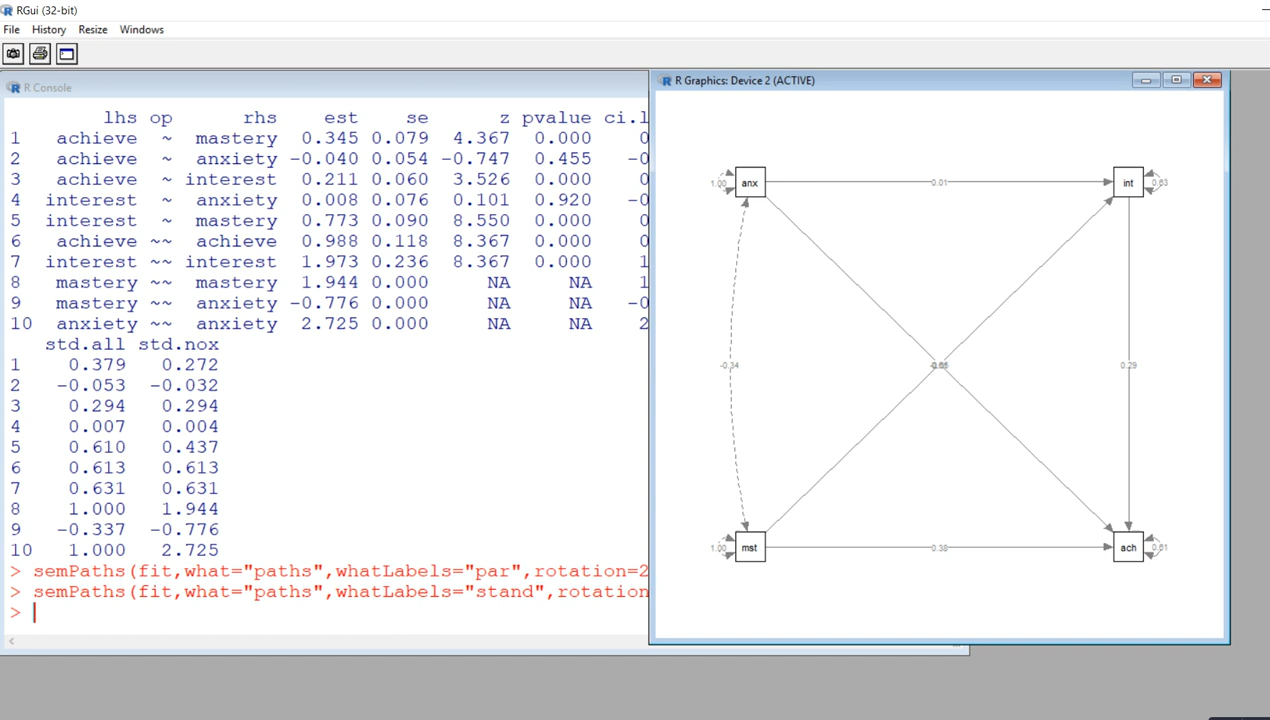 RGui (32-bit)
File History Resize Windows
R Console
lhs op rhs est se z pvalue ci.l
1 achieve ~ mastery 0.345 0.079 4.367 0.000 0
2 achieve ~ anxiety -0.040 0.054 -0.747 0.455 -0
3 achieve ~ interest 0.211 0.060 3.526 0.000 0
4 interest ~ anxiety 0.008 0.076 0.101 0.920 -0
5 interest ~ mastery 0.773 0.090 8.550 0.000 0
6 achieve ~~ achieve 0.988 0.118 8.367 0.000 0
7 interest ~~ interest 1.973 0.236 8.367 0.000 1
8 mastery ~~ mastery 1.944 0.000 NA NA 1
9 mastery ~~ anxiety -0.776 0.000 NA NA -0
10 anxiety ~~ anxiety 2.725 0.000 NA NA 2
std.all std.nox
1 0.379 0.272
2 -0.053 -0.032
3 0.294 0.294
4 0.007 0.004
5 0.610 0.437
6 0.613 0.613
7 0.631 0.631
8 1.000 1.944
9 -0.337 -0.776
10 1.000 2.725
> semPaths(fit,what="paths",whatLabels="par",rotation=2
> semPaths(fit,what="paths",whatLabels="stand",rotation
>
R Graphics: Device 2 (ACTIVE)
1.00 anx 0.01 int 0.63
-0.34 0.29
1.00 mst 0.38 ach 0.61